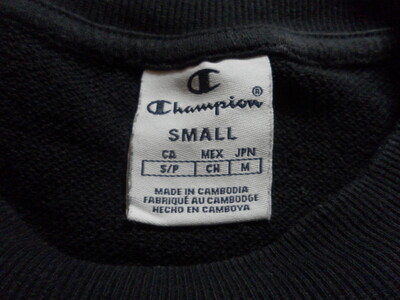 Champion®
SMALL
CA MEX JPN
S/P CH M
MADE IN CAMBODIA
FABRIQUÉ AU CAMBODGE
HECHO EN CAMBOYA